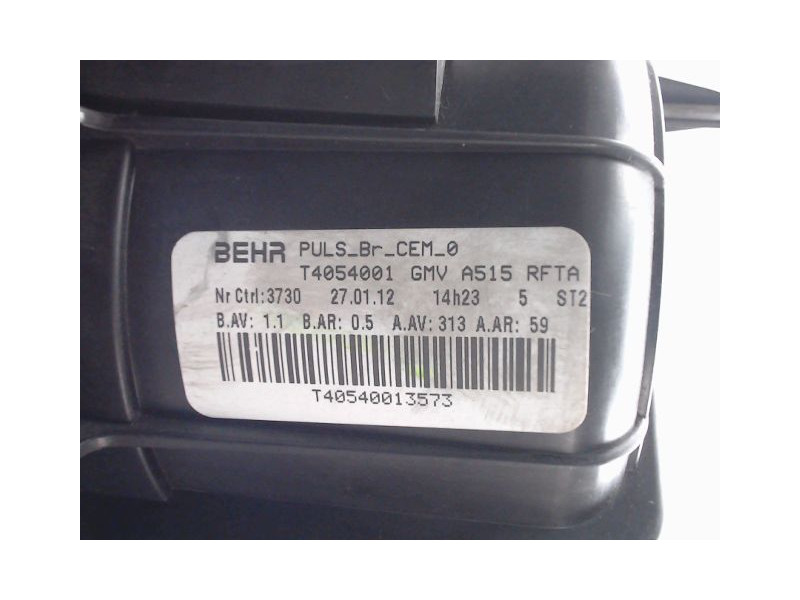 BEHR PULS_Br_CEM_0
T4054001 GMV A515 RFTA
Nr Ctrl:3730 27.01.12 14h23 5 ST2
B.AV: 1.1 B.AR: 0.5 A.AV:313 A.AR: 59
T40540013573